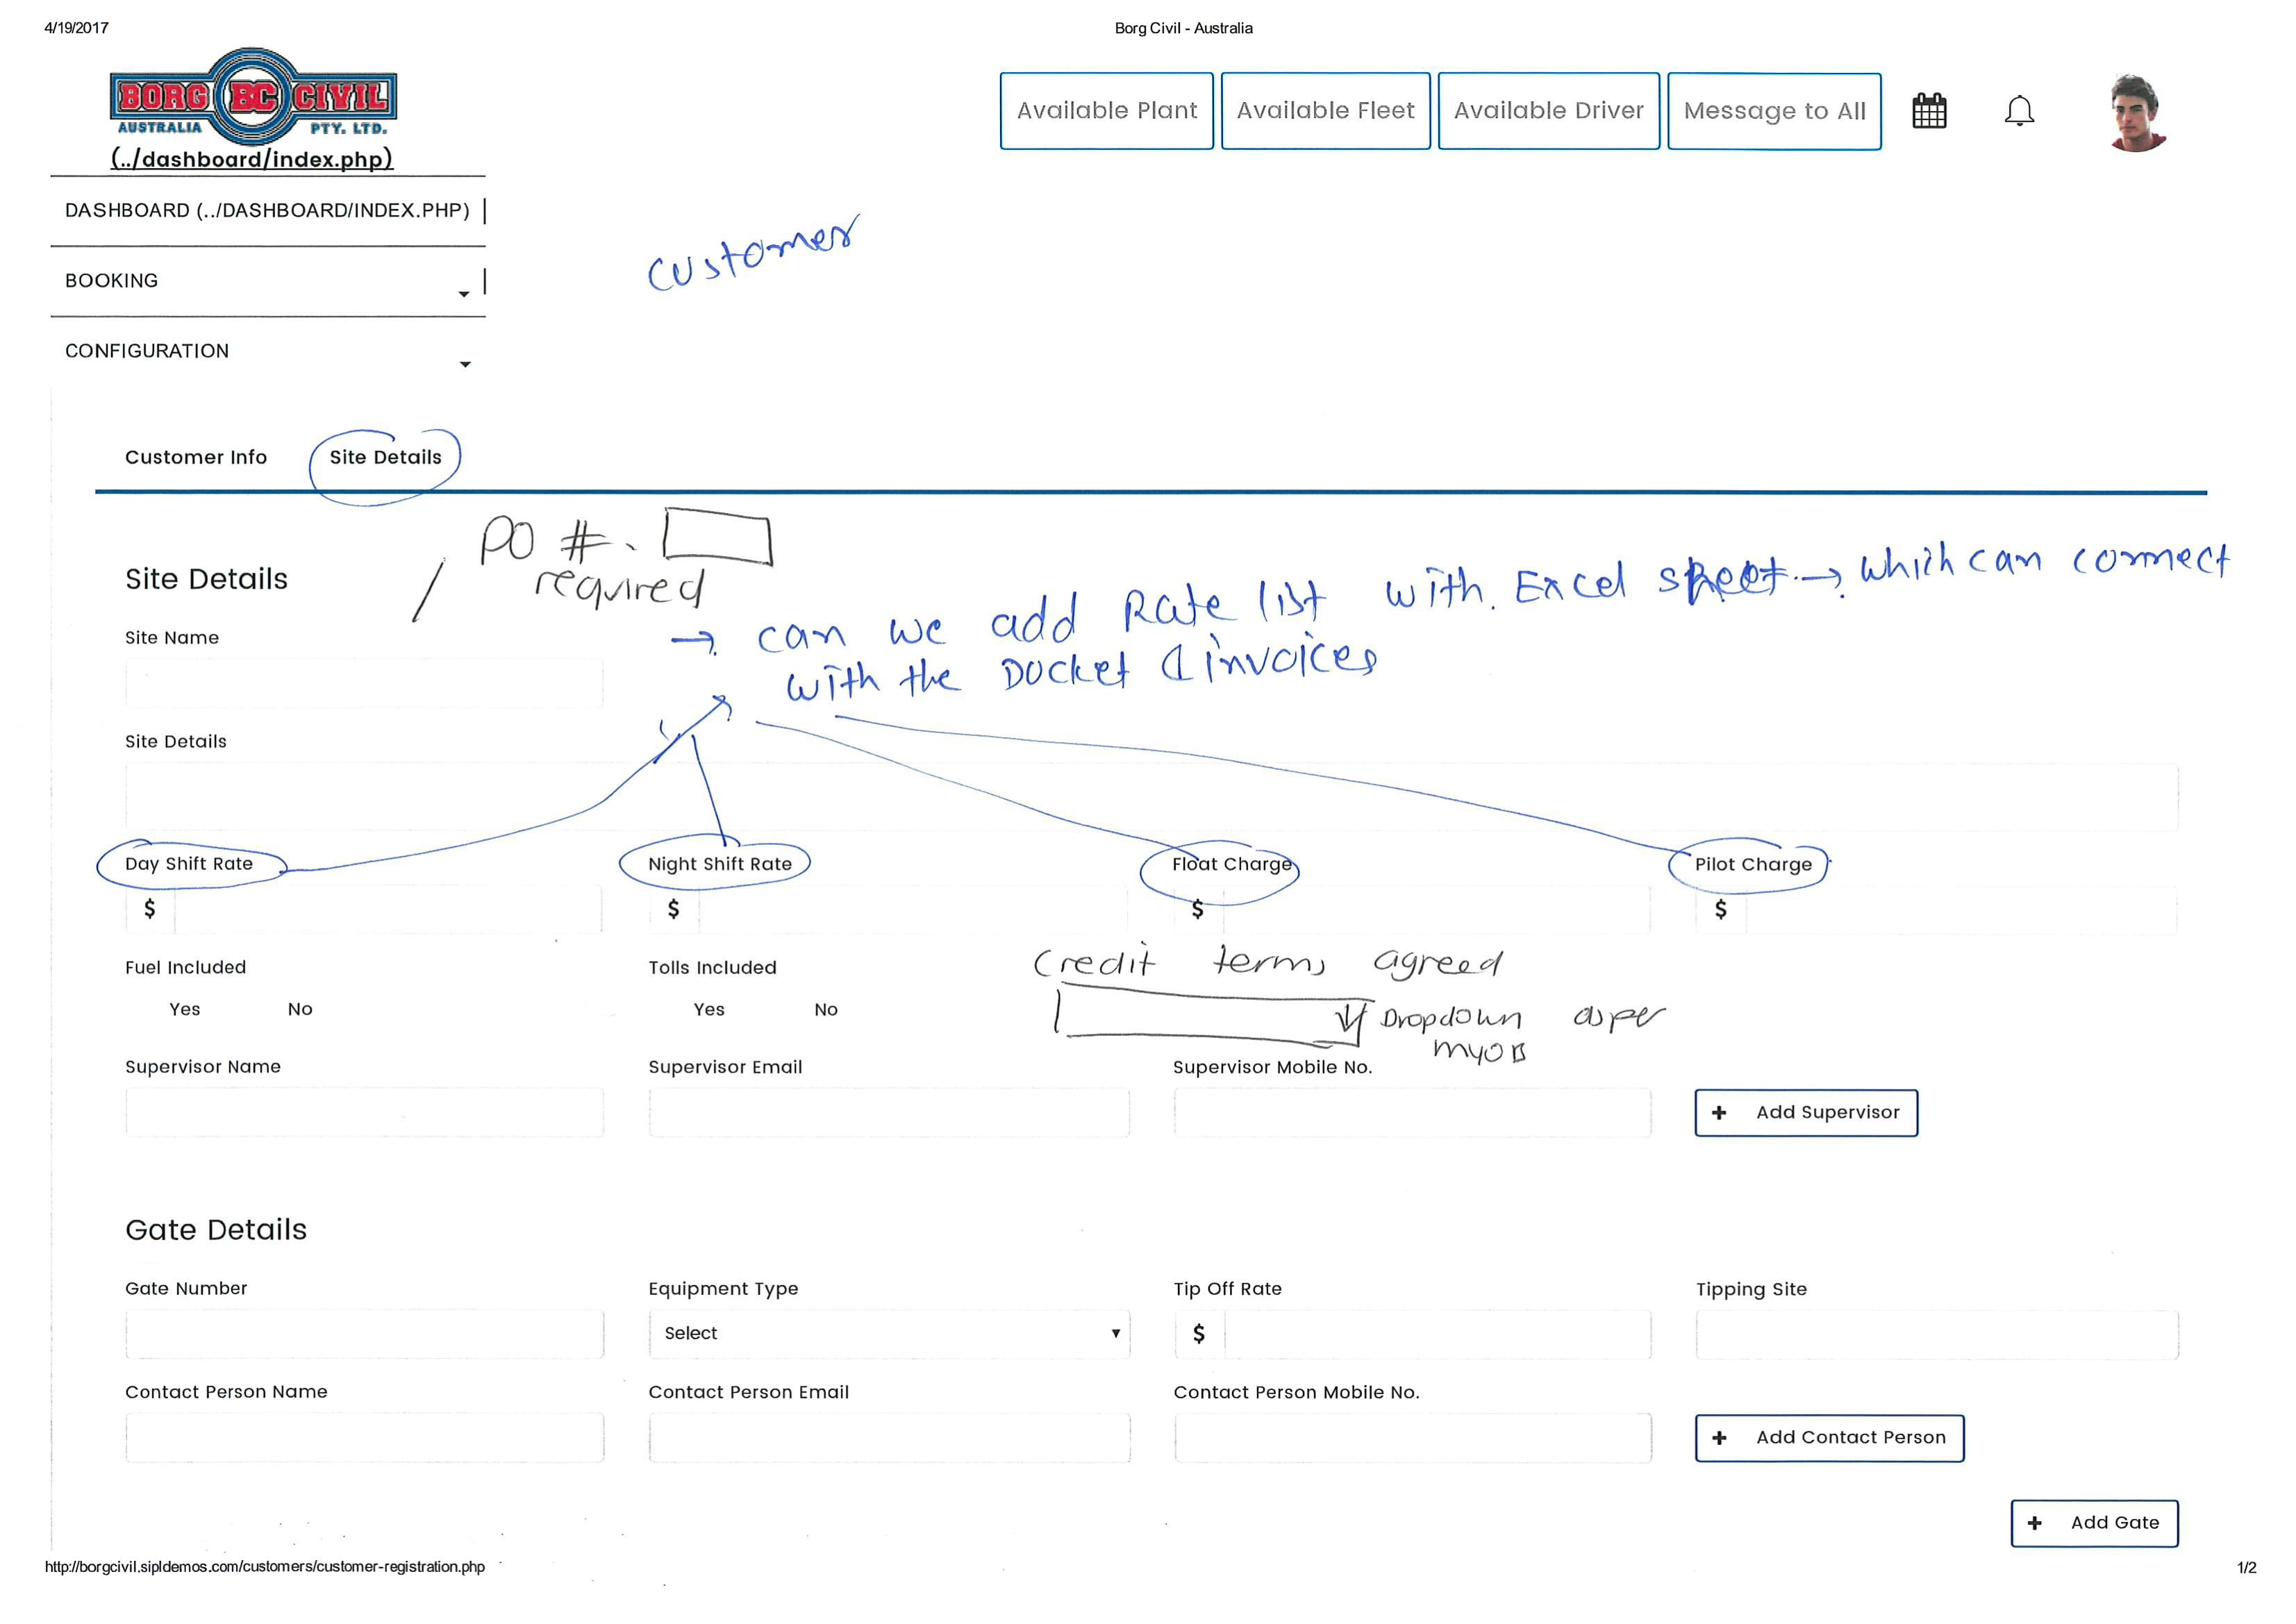 4/19/2017
Borg Civil - Australia
BORG BC CIVIL
AUSTRALIA PTY. LTD.
(../dashboard/index.php)
Available Plant
Available Fleet
Available Driver
Message to All
DASHBOARD (../DASHBOARD/INDEX.PHP)
BOOKING
CONFIGURATION
customer
Customer Info
Site Details
PO #.
required
Site Details
→ can we add Rate list with. Excel sheet. → which can connect
with the Docket & invoices
Site Name
Site Details
Day Shift Rate
Night Shift Rate
Float Charge
Pilot Charge
$
$
$
$
Fuel Included
Tolls Included
Credit terms agreed
Yes No
Yes No
Dropdown as per
MYOB
Supervisor Name
Supervisor Email
Supervisor Mobile No.
+ Add Supervisor
Gate Details
Gate Number
Equipment Type
Tip Off Rate
Tipping Site
Select
$
Contact Person Name
Contact Person Email
Contact Person Mobile No.
+ Add Contact Person
+ Add Gate
http://borgcivil.sipldemos.com/customers/customer-registration.php
1/2